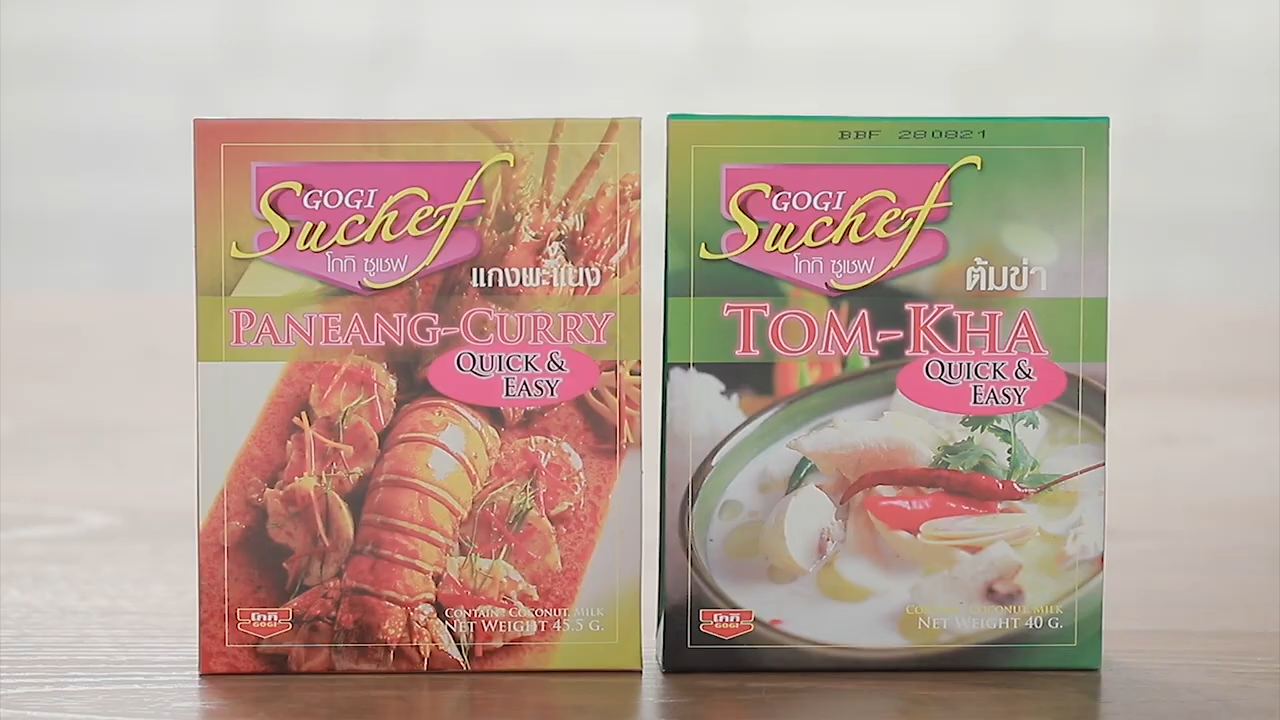 GOGI
Suchef
โกกิ ซูเชฟ
แกงพะแนง
PANEANG-CURRY
QUICK &
EASY
โกกิ
GOGI
CONTAINS COCONUT MILK
NET WEIGHT 45.5 G.
BBF 280821
GOGI
Suchef
โกกิ ซูเชฟ
ต้มข่า
TOM-KHA
QUICK &
EASY
โกกิ
GOGI
CONTAINS COCONUT MILK
NET WEIGHT 40 G.